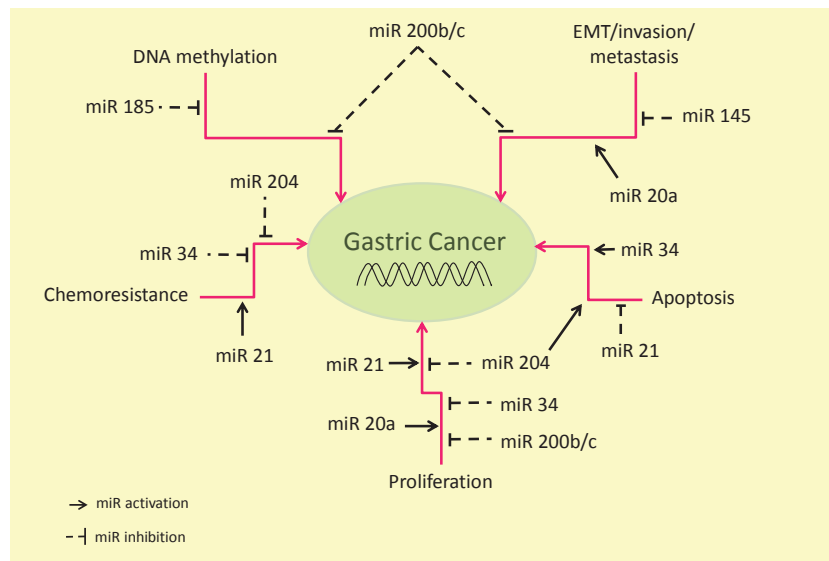 miR 200b/c
EMT/invasion/
metastasis
DNA methylation
miR 185
miR 145
miR 204
miR 20a
Gastric Cancer
miR 34
miR 34
Chemoresistance
Apoptosis
miR 21
miR 21
miR 21
miR 204
miR 34
miR 20a
miR 200b/c
Proliferation
miR activation
miR inhibition